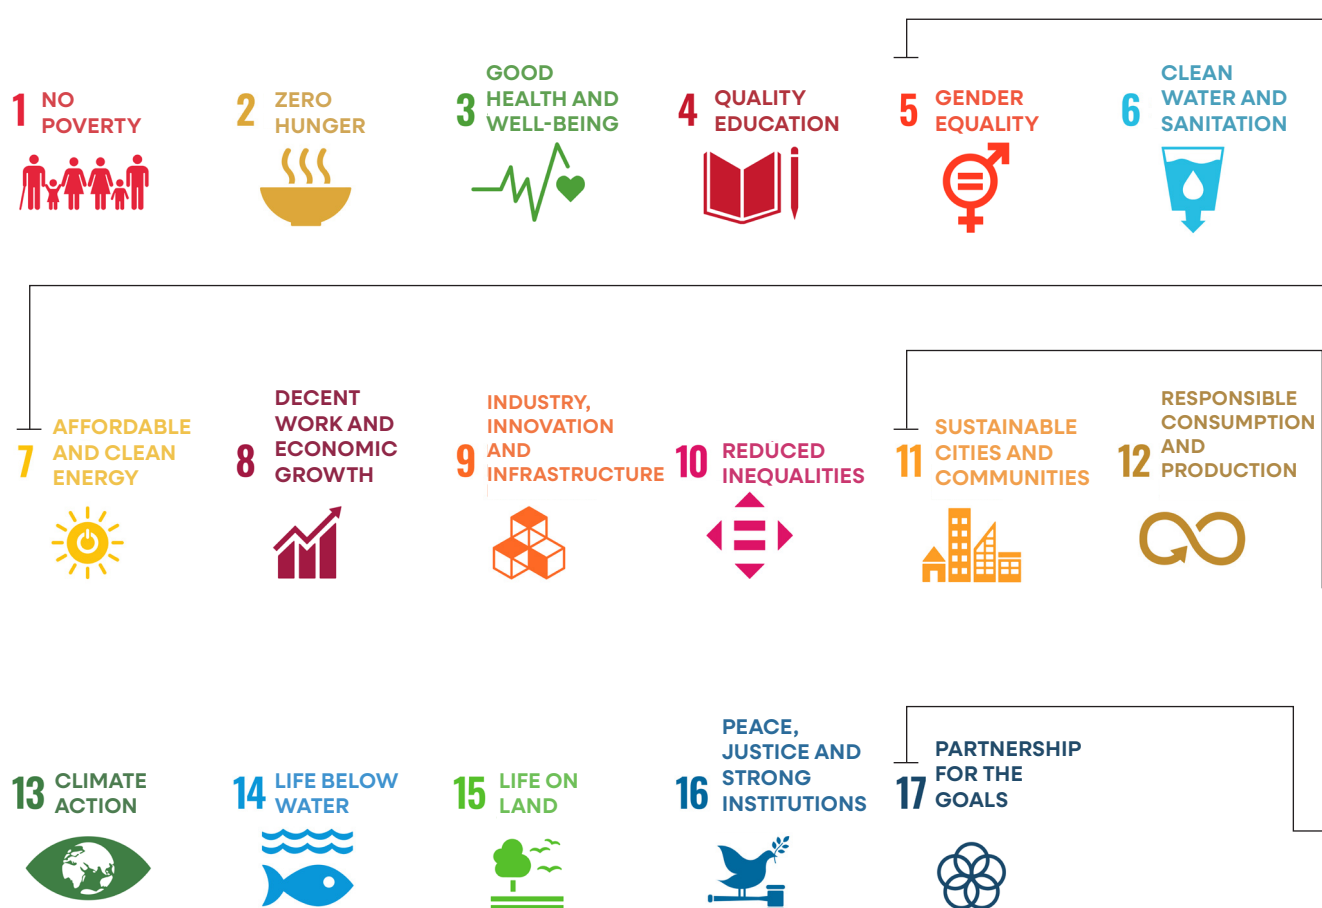 1 NO
POVERTY
2 ZERO
HUNGER
3 GOOD
HEALTH AND
WELL-BEING
4 QUALITY
EDUCATION
5 GENDER
EQUALITY
6 CLEAN
WATER AND
SANITATION
7 AFFORDABLE
AND CLEAN
ENERGY
8 DECENT
WORK AND
ECONOMIC
GROWTH
9 INDUSTRY,
INNOVATION
AND
INFRASTRUCTURE
10 REDUCED
INEQUALITIES
11 SUSTAINABLE
CITIES AND
COMMUNITIES
12 RESPONSIBLE
CONSUMPTION
AND
PRODUCTION
13 CLIMATE
ACTION
14 LIFE BELOW
WATER
15 LIFE ON
LAND
16 PEACE,
JUSTICE AND
STRONG
INSTITUTIONS
17 PARTNERSHIP
FOR THE
GOALS